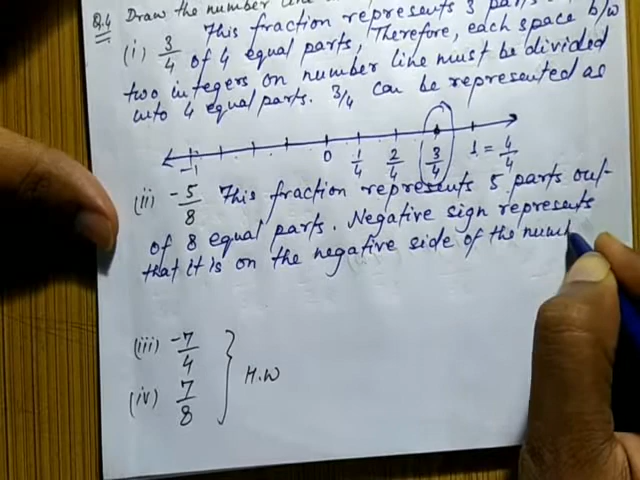 Q.4 Draw the number line
(i) 3/4 This fraction represents 3 parts
of 4 equal parts, Therefore, each space b/w
two integers on number line must be divided
into 4 equal parts. 3/4 can be represented as
-1 0 1/4 2/4 3/4 1 = 4/4
(ii) -5/8 This fraction represents 5 parts out-
of 8 equal parts. Negative sign represents
that it is on the negative side of the numb
(iii) -7/4
(iv) 7/8
H.W